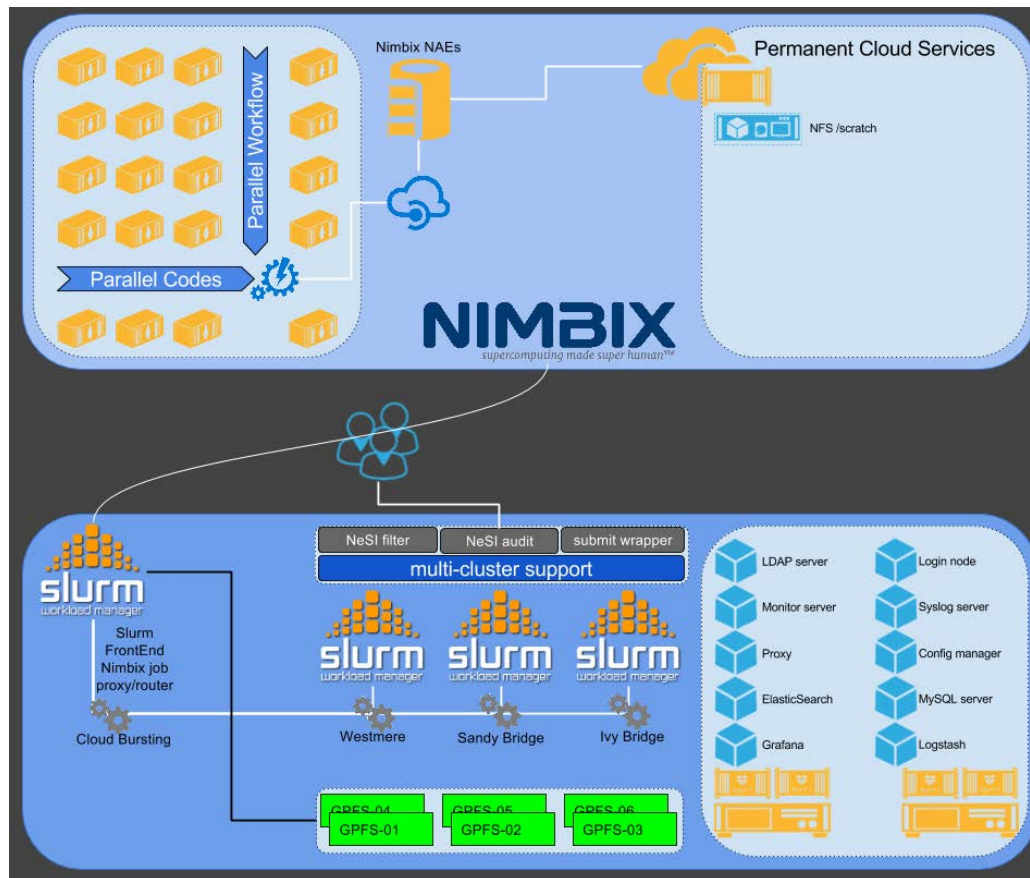 Nimbix NAEs
Permanent Cloud Services
NFS /scratch
Parallel Workflow
Parallel Codes
NIMBIX
supercomputing made super human™
NeSI filter
NeSI audit
submit wrapper
multi-cluster support
slurm
workload manager
Slurm
FrontEnd
Nimbix job
proxy/router
Cloud Bursting
slurm
workload manager
Westmere
slurm
workload manager
Sandy Bridge
slurm
workload manager
Ivy Bridge
GPFS-04
GPFS-05
GPFS-06
GPFS-01
GPFS-02
GPFS-03
LDAP server
Login node
Monitor server
Syslog server
Proxy
Config manager
ElasticSearch
MySQL server
Grafana
Logstash